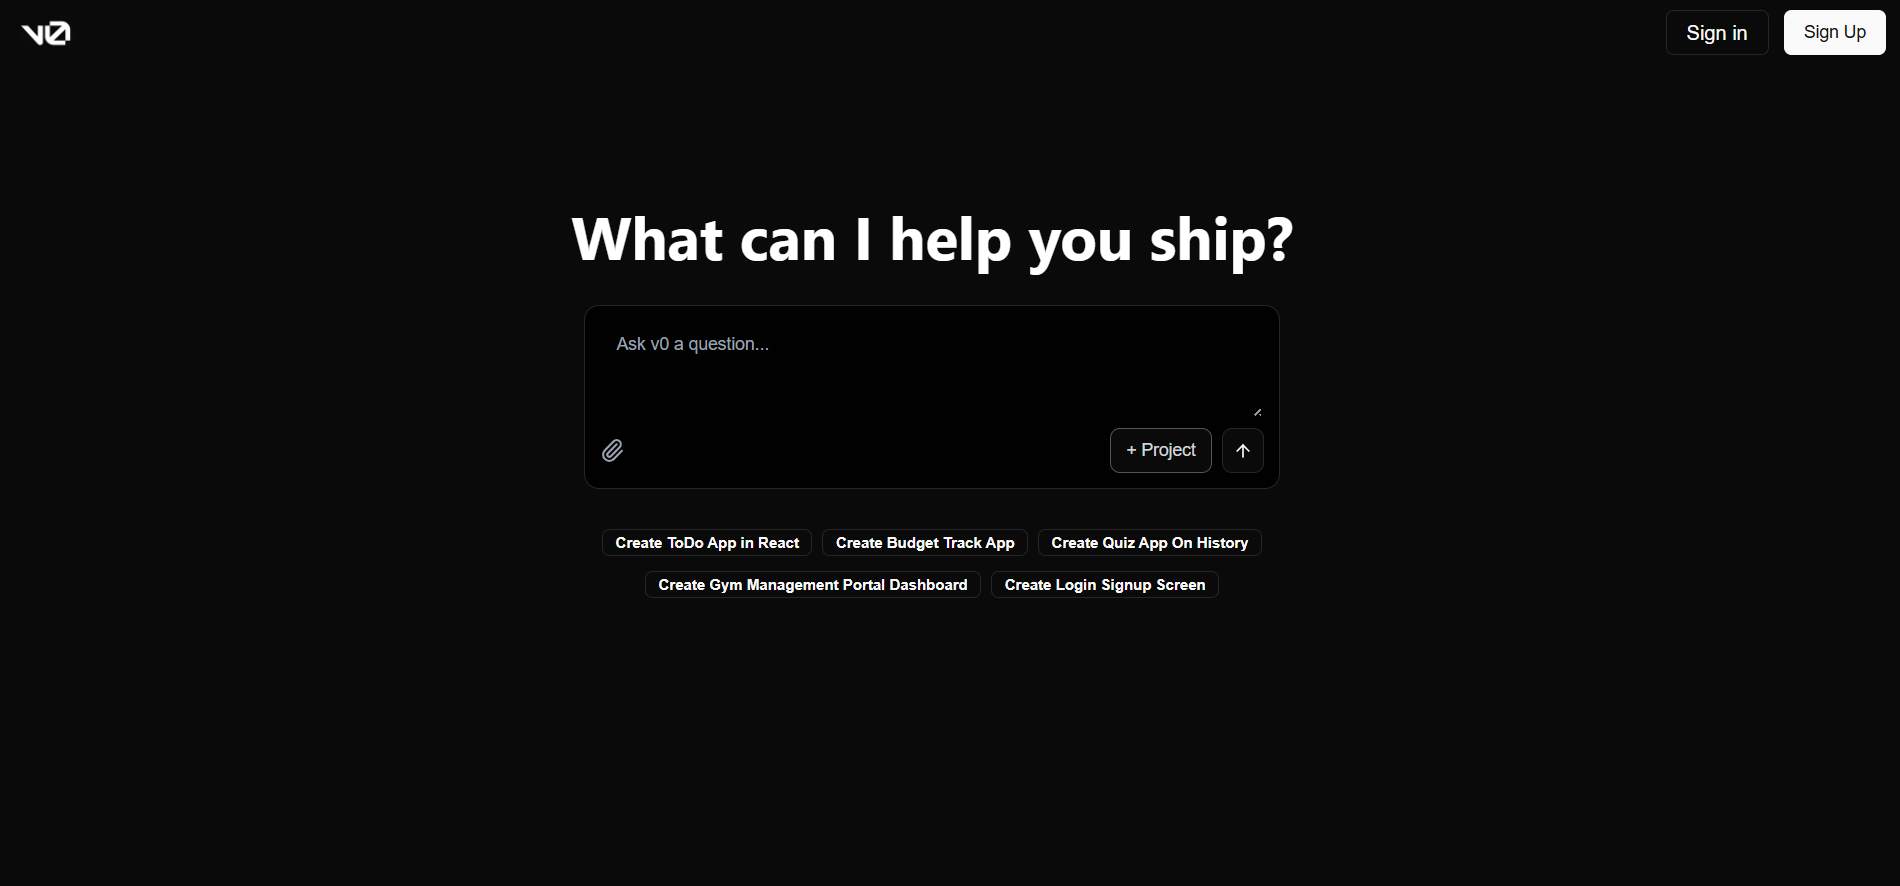 v0
Sign in
Sign Up
What can I help you ship?
Ask v0 a question...
+ Project
Create ToDo App in React
Create Budget Track App
Create Quiz App On History
Create Gym Management Portal Dashboard
Create Login Signup Screen